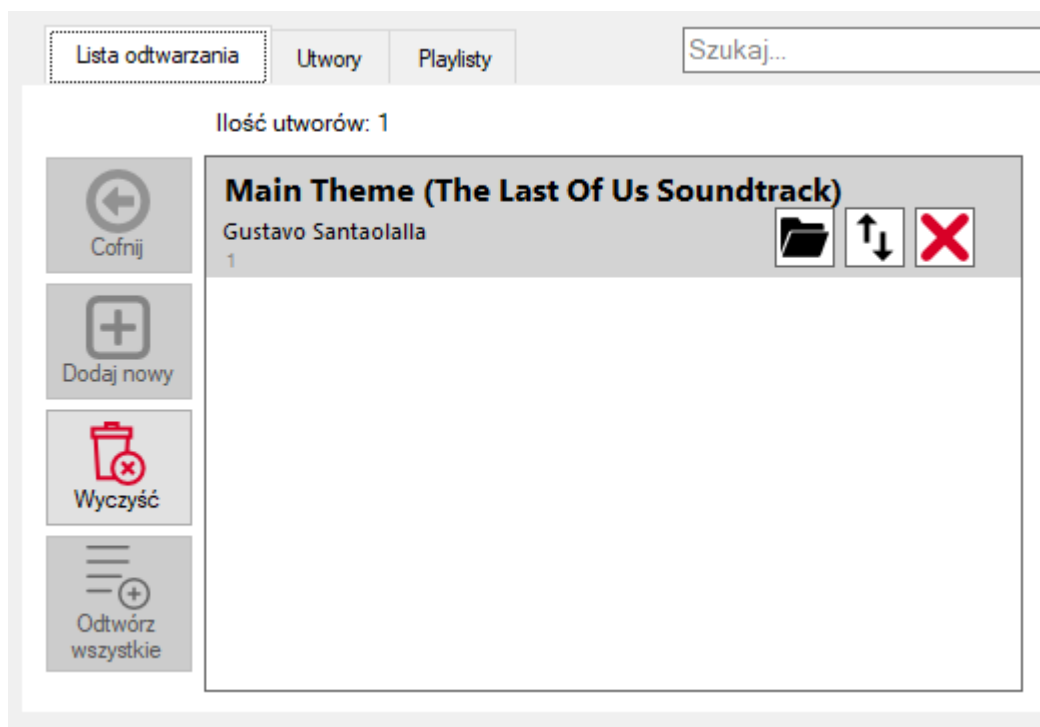 Lista odtwarzania
Utwory
Playlisty
Szukaj...
Ilość utworów: 1
Cofnij
Dodaj nowy
Wyczyść
Odtwórz
wszystkie
Main Theme (The Last Of Us Soundtrack)
Gustavo Santaolalla
1